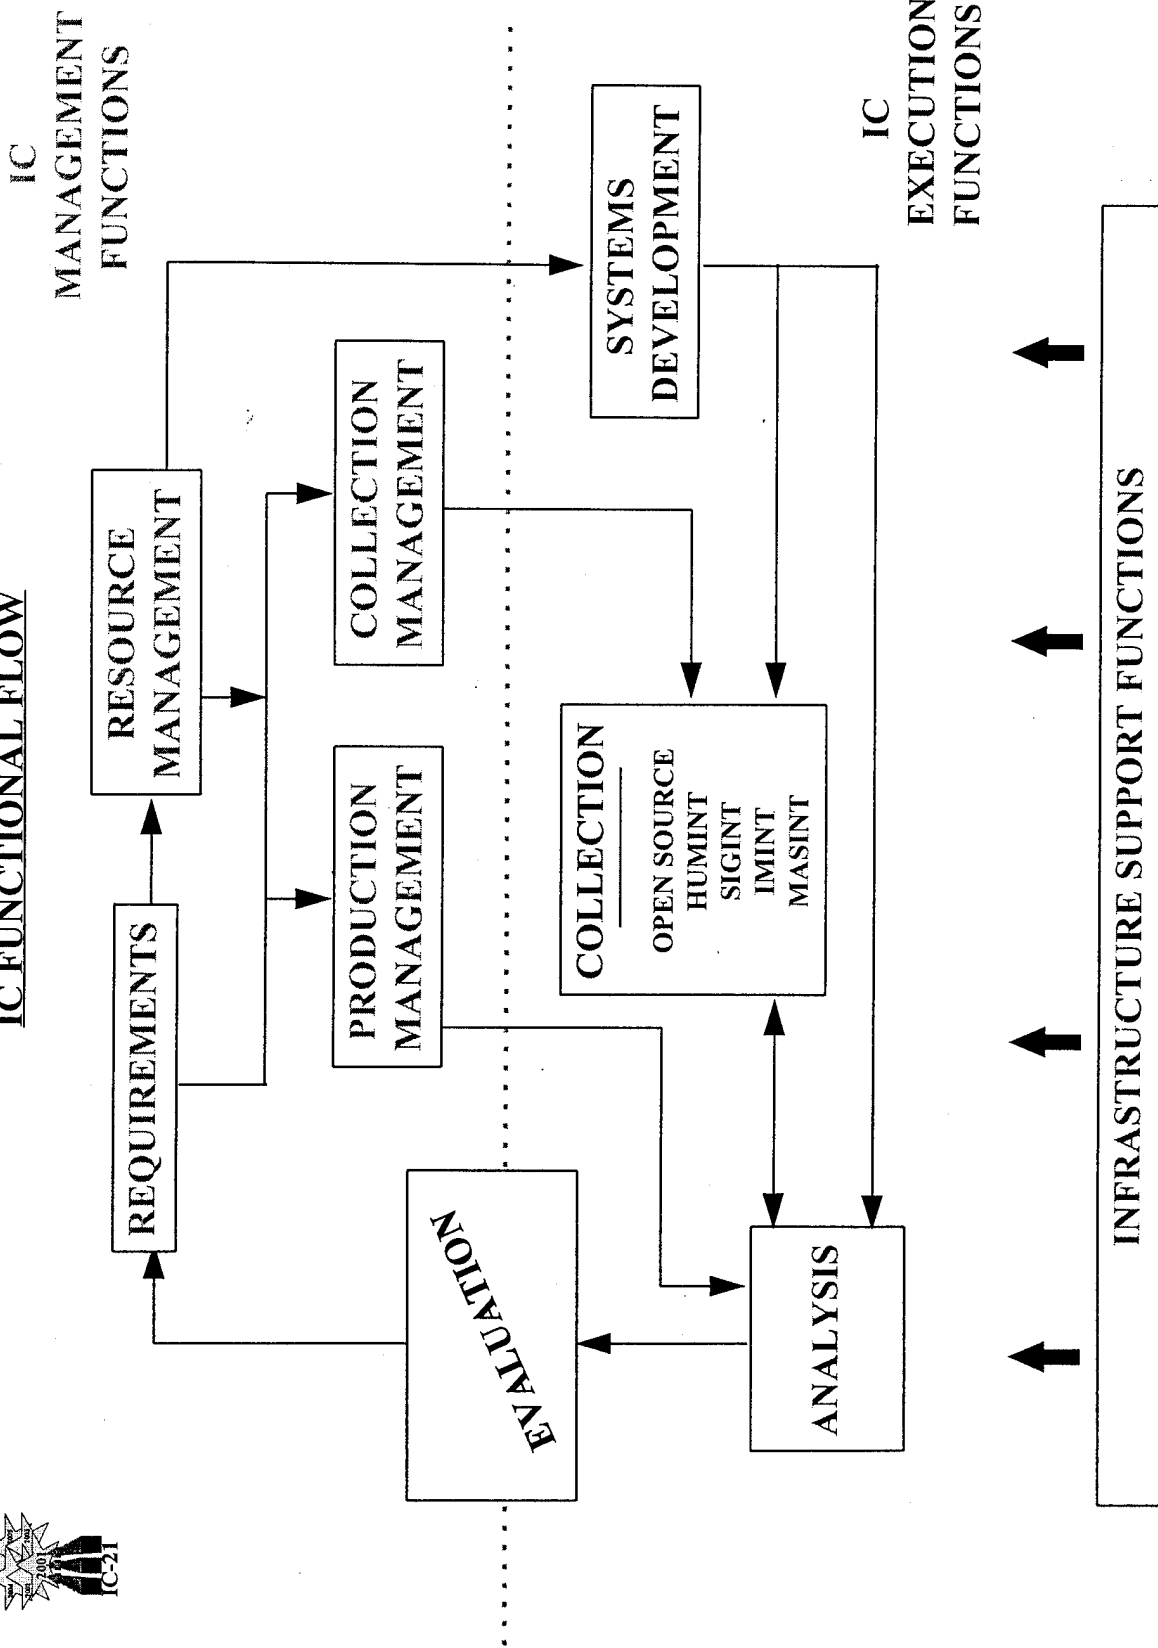 IC FUNCTIONAL FLOW
IC
MANAGEMENT
FUNCTIONS
REQUIREMENTS
RESOURCE
MANAGEMENT
PRODUCTION
MANAGEMENT
COLLECTION
MANAGEMENT
EVALUATION
SYSTEMS
DEVELOPMENT
COLLECTION
OPEN SOURCE
HUMINT
SIGINT
IMINT
MASINT
ANALYSIS
IC
EXECUTION
FUNCTIONS
INFRASTRUCTURE SUPPORT FUNCTIONS
2001
IC-21